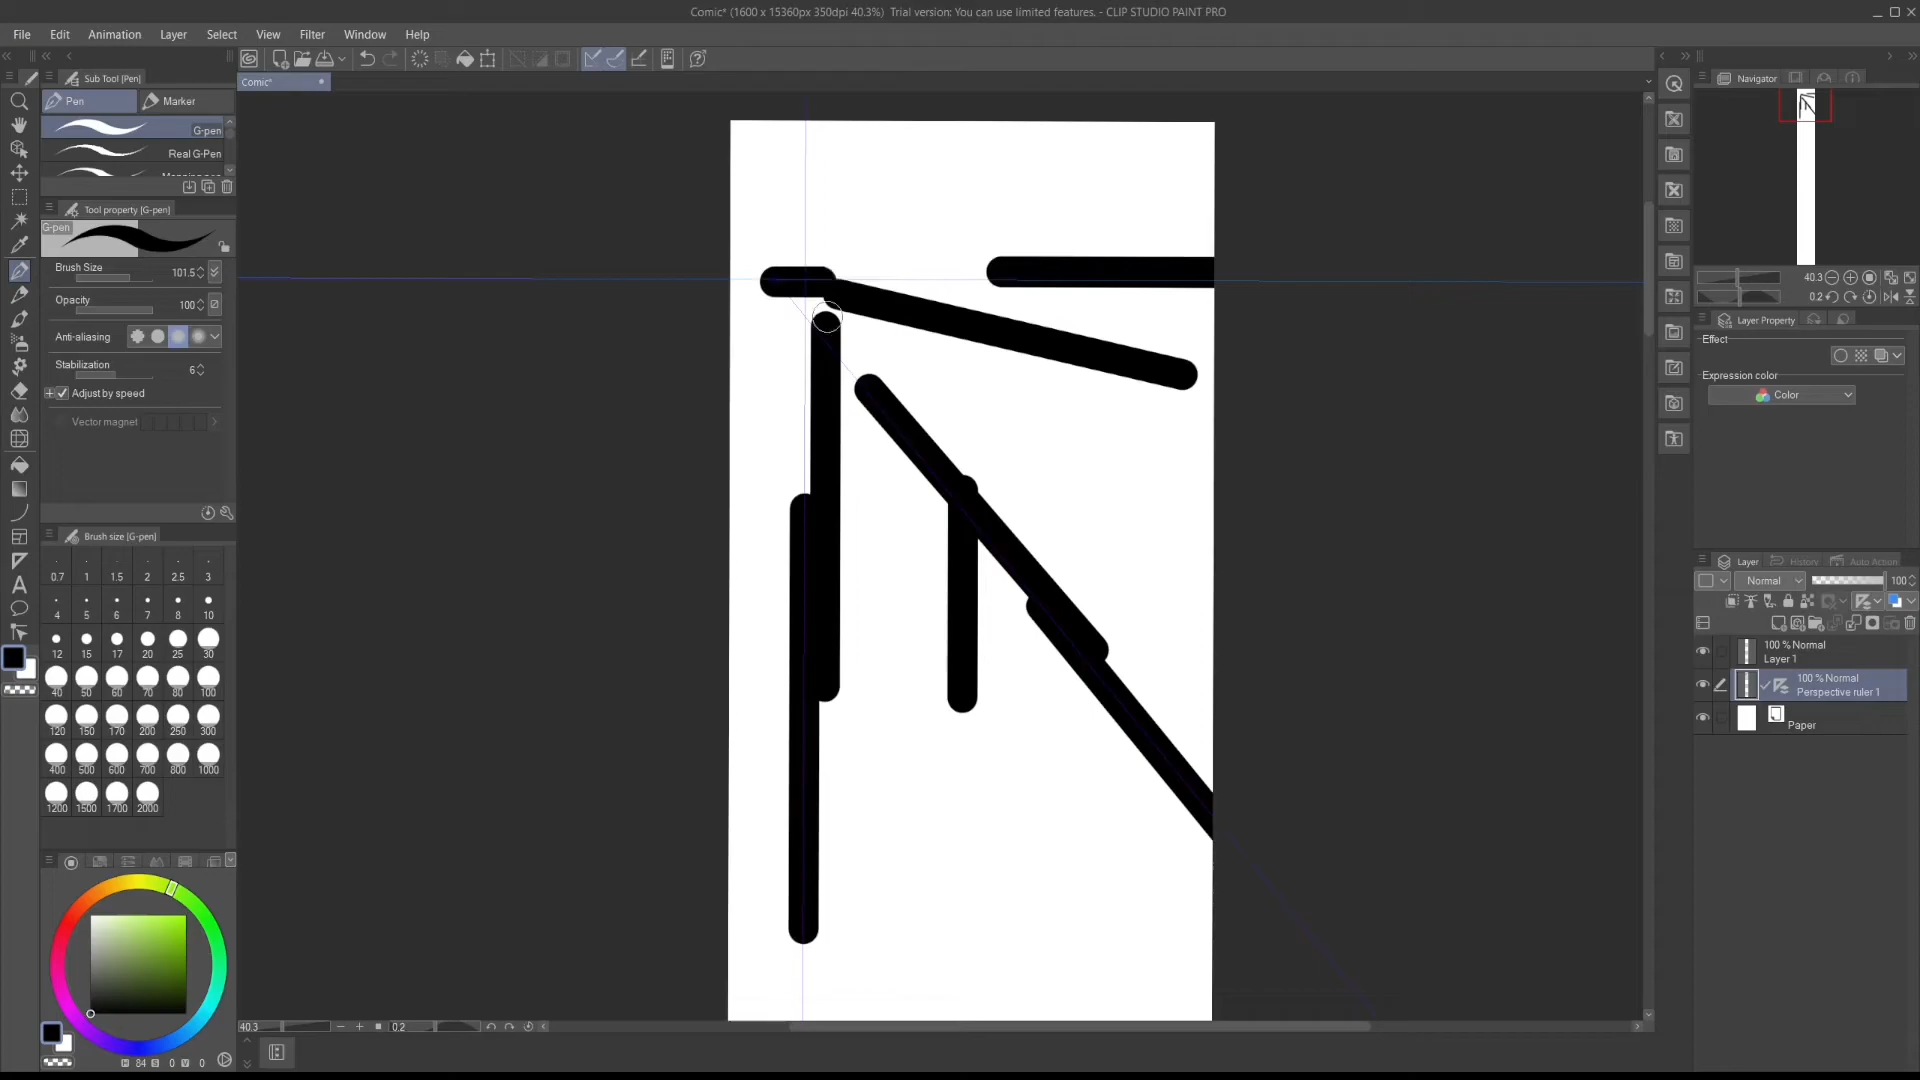 Comic* (1600 x 15360px 350dpi 40.3%) Trial version: You can use limited features. - CLIP STUDIO PAINT PRO
File Edit Animation Layer Select View Filter Window Help
Sub Tool [Pen]
Pen Marker
G-pen
Real G-Pen
Tool property [G-pen]
G-pen
Brush Size 101.5
Opacity 100
Anti-aliasing
Stabilization 6
Adjust by speed
Vector magnet
Brush size [G-pen]
0.7 1 1.5 2 2.5 3
4 5 6 7 8 10
12 15 17 20 25 30
40 50 60 70 80 100
120 150 170 200 250 300
400 500 600 700 800 1000
1200 1500 1700 2000
H 84 S 0 V 0
Comic*
40.3 0.2
Navigator
40.3
0.2
Layer Property
Effect
Expression color
Color
Layer History Auto Action
Normal 100
100 % Normal
Layer 1
100 % Normal
Perspective ruler 1
Paper